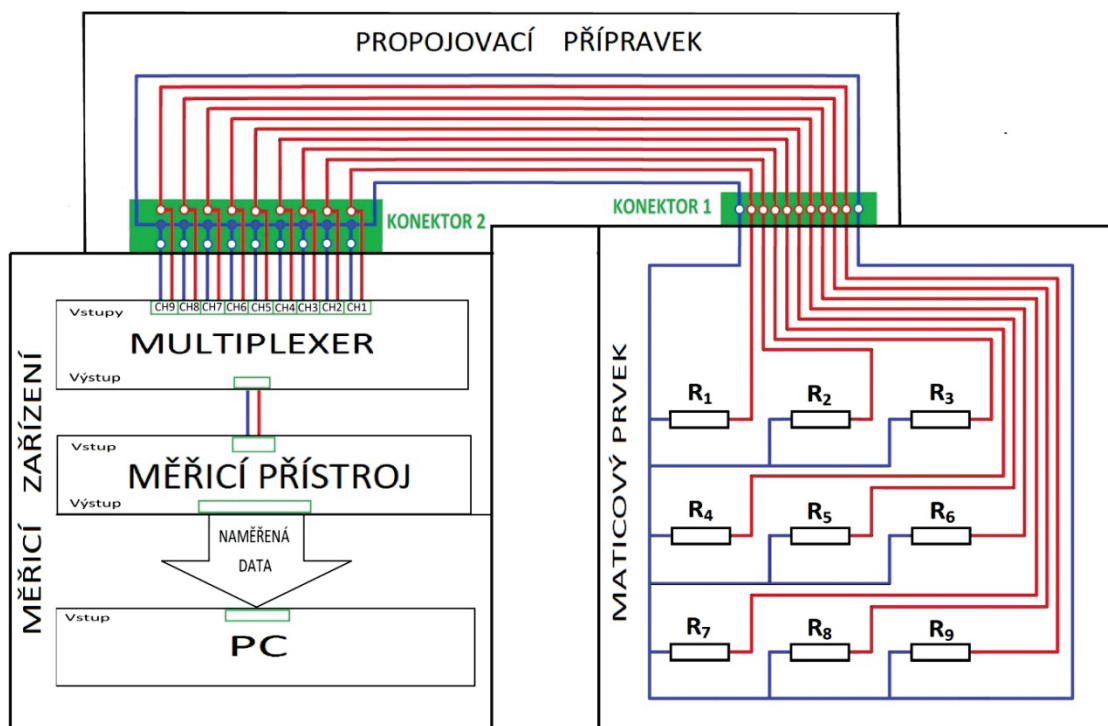 PROPOJOVACÍ PŘÍPRAVEK
KONEKTOR 2
KONEKTOR 1
MĚŘICÍ ZAŘÍZENÍ
Vstupy
CH9 CH8 CH7 CH6 CH5 CH4 CH3 CH2 CH1
MULTIPLEXER
Výstup
Vstup
MĚŘICÍ PŘÍSTROJ
Výstup
NAMĚŘENÁ
DATA
Vstup
PC
MATICOVÝ PRVEK
R₁ R₂ R₃
R₄ R₅ R₆
R₇ R₈ R₉